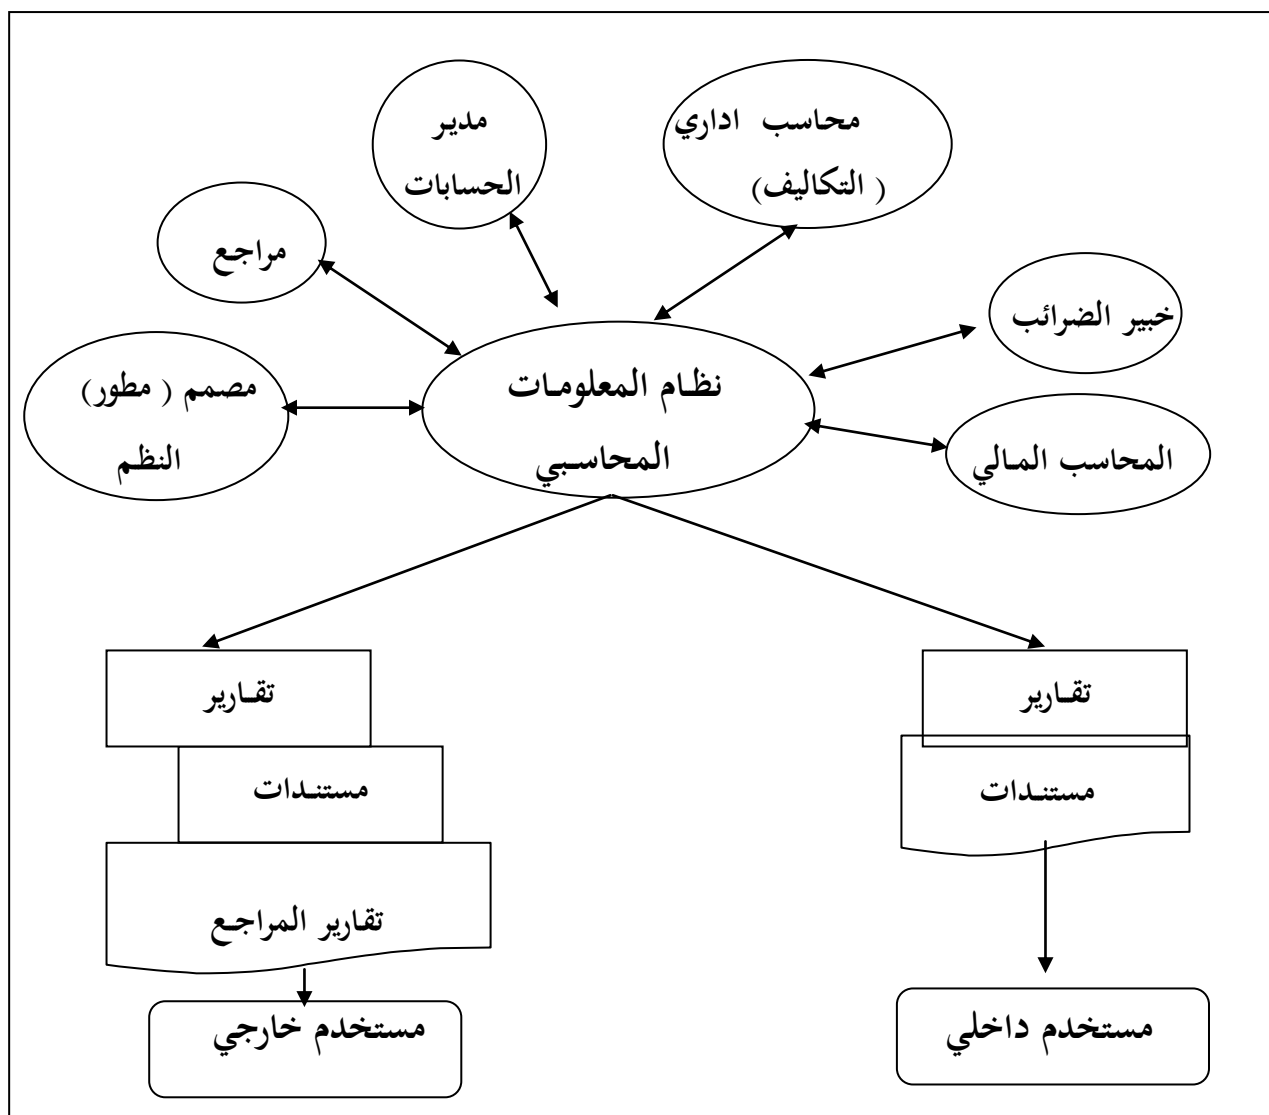 مدير
الحسابات
محاسب اداري
( التكاليف)
مراجع
خبير الضرائب
مصمم ( مطور)
النظم
نظام المعلومات
المحاسبي
المحاسب المالي
تقارير
مستندات
تقارير المراجع
مستخدم خارجي
تقارير
مستندات
مستخدم داخلي